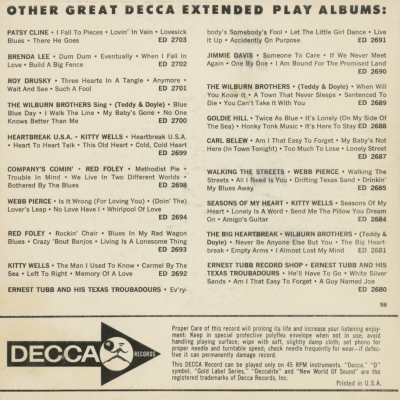 OTHER GREAT DECCA EXTENDED PLAY ALBUMS:
PATSY CLINE • I Fall To Pieces • Lovin' In Vain • Lovesick
Blues • There He Goes ED 2703
BRENDA LEE • Dum Dum • Eventually • When I Fall In
Love • Build A Big Fence ED 2702
ROY DRUSKY • Three Hearts In A Tangle • Anymore •
Wait And See • Such A Fool ED 2701
THE WILBURN BROTHERS Sing • (Teddy & Doyle) • Blue
Blue Day • I Walk The Line • My Baby's Gone • No One
Knows Better Than Me ED 2700
HEARTBREAK U.S.A. • KITTY WELLS • Heartbreak U.S.A.
• Heart To Heart Talk • This Old Heart • Cold, Cold Heart
ED 2699
COMPANY'S COMIN' • RED FOLEY • Methodist Pie •
Trouble In Mind • We Live In Two Different Worlds •
Bothered By The Blues ED 2698
WEBB PIERCE • Is It Wrong (For Loving You) • (Doin' The)
Lover's Leap • No Love Have I • Whirlpool Of Love
ED 2694
RED FOLEY • Rockin' Chair • Blues In My Red Wagon
Blues • Crazy 'Bout Banjos • Living Is A Lonesome Thing
ED 2693
KITTY WELLS • The Man I Used To Know • Carmel By The
Sea • Left To Right • Memory Of A Love ED 2692
ERNEST TUBB AND HIS TEXAS TROUBADOURS • Ev'ry-
body's Somebody's Fool • Let The Little Girl Dance • Live
It Up • Accidently On Purpose ED 2691
JIMMIE DAVIS • Someone To Care • If We Never Meet
Again • One By One • I Am Bound For The Promised Land
ED 2690
THE WILBURN BROTHERS • (Teddy & Doyle) • When Will
You Know It • A Town That Never Sleeps • Sentenced To
Die • You Can't Take It With You ED 2689
GOLDIE HILL • Twice As Blue • It's Lonely (On My Side Of
The Sea) • Honky Tonk Music • It's Here To Stay ED 2688
CARL BELEW • Am I That Easy To Forget • My Baby's Not
Here (In Town Tonight) • Too Much To Lose • Lonely Street
ED 2687
WALKING THE STREETS • WEBB PIERCE • Walking The
Streets • All I Need Is You • Drifting Texas Sand • Drinkin'
My Blues Away ED 2685
SEASONS OF MY HEART • KITTY WELLS • Seasons Of My
Heart • Lonely Is A Word • Send Me The Pillow You Dream
On • Amigo's Guitar ED 2684
THE BIG HEARTBREAK • WILBURN BROTHERS • (Teddy &
Doyle) • Never Be Anyone Else But You • The Big Heart-
break • Empty Arms • I Almost Lost My Mind ED 2681
ERNEST TUBB RECORD SHOP • ERNEST TUBB AND HIS
TEXAS TROUBADOURS • He'll Have To Go • White Silver
Sands • Am I That Easy To Forget • A Guy Named Joe
ED 2680
DECCA RECORDS
Proper Care of this record will prolong its life and increase your listening enjoy-
ment. Keep in special protective polyflex envelope when not in use; avoid
handling playing surface; wipe with soft, slightly damp cloth; set phono for
proper needle and turntable speed; check needle frequently for wear—if defec-
tive it can permanently damage record.
This DECCA Record can be played only on 45 RPM instruments. "Decca," "D"
symbol, "Gold Label Series," "Deccalite" and "New World Of Sound" are the
registered trademarks of Decca Records, Inc.
Printed in U.S.A.